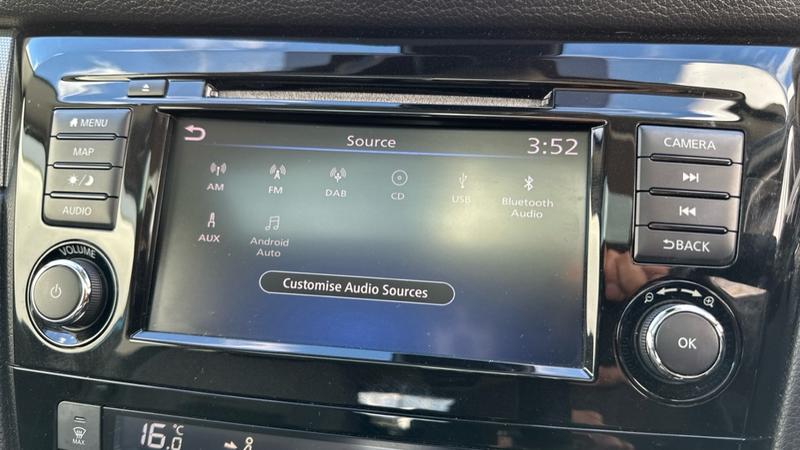 MENU
MAP
AUDIO
VOLUME
Source
3:52
AM
FM
DAB
CD
USB
Bluetooth
Audio
AUX
Android
Auto
Customise Audio Sources
CAMERA
BACK
OK
MAX
16.0
°C